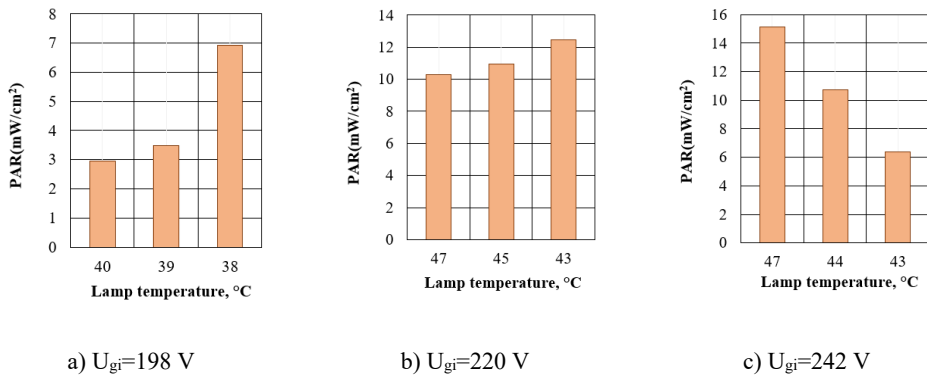 8
7
6
5
4
3
2
1
0
PAR(mW/cm²)
40 39 38
Lamp temperature, °C
a) U₉ᵢ=198 V
14
12
10
8
6
4
2
0
PAR(mW/cm²)
47 45 43
Lamp temperature, °C
b) Ugi=220 V
16
14
12
10
8
6
4
2
0
PAR(mW/cm²)
47 44 43
Lamp temperature, °C
c) Ugi=242 V